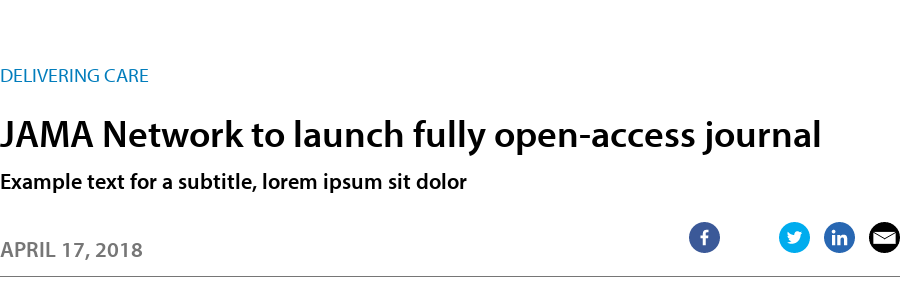 DELIVERING CARE
JAMA Network to launch fully open-access journal
Example text for a subtitle, lorem ipsum sit dolor
APRIL 17, 2018